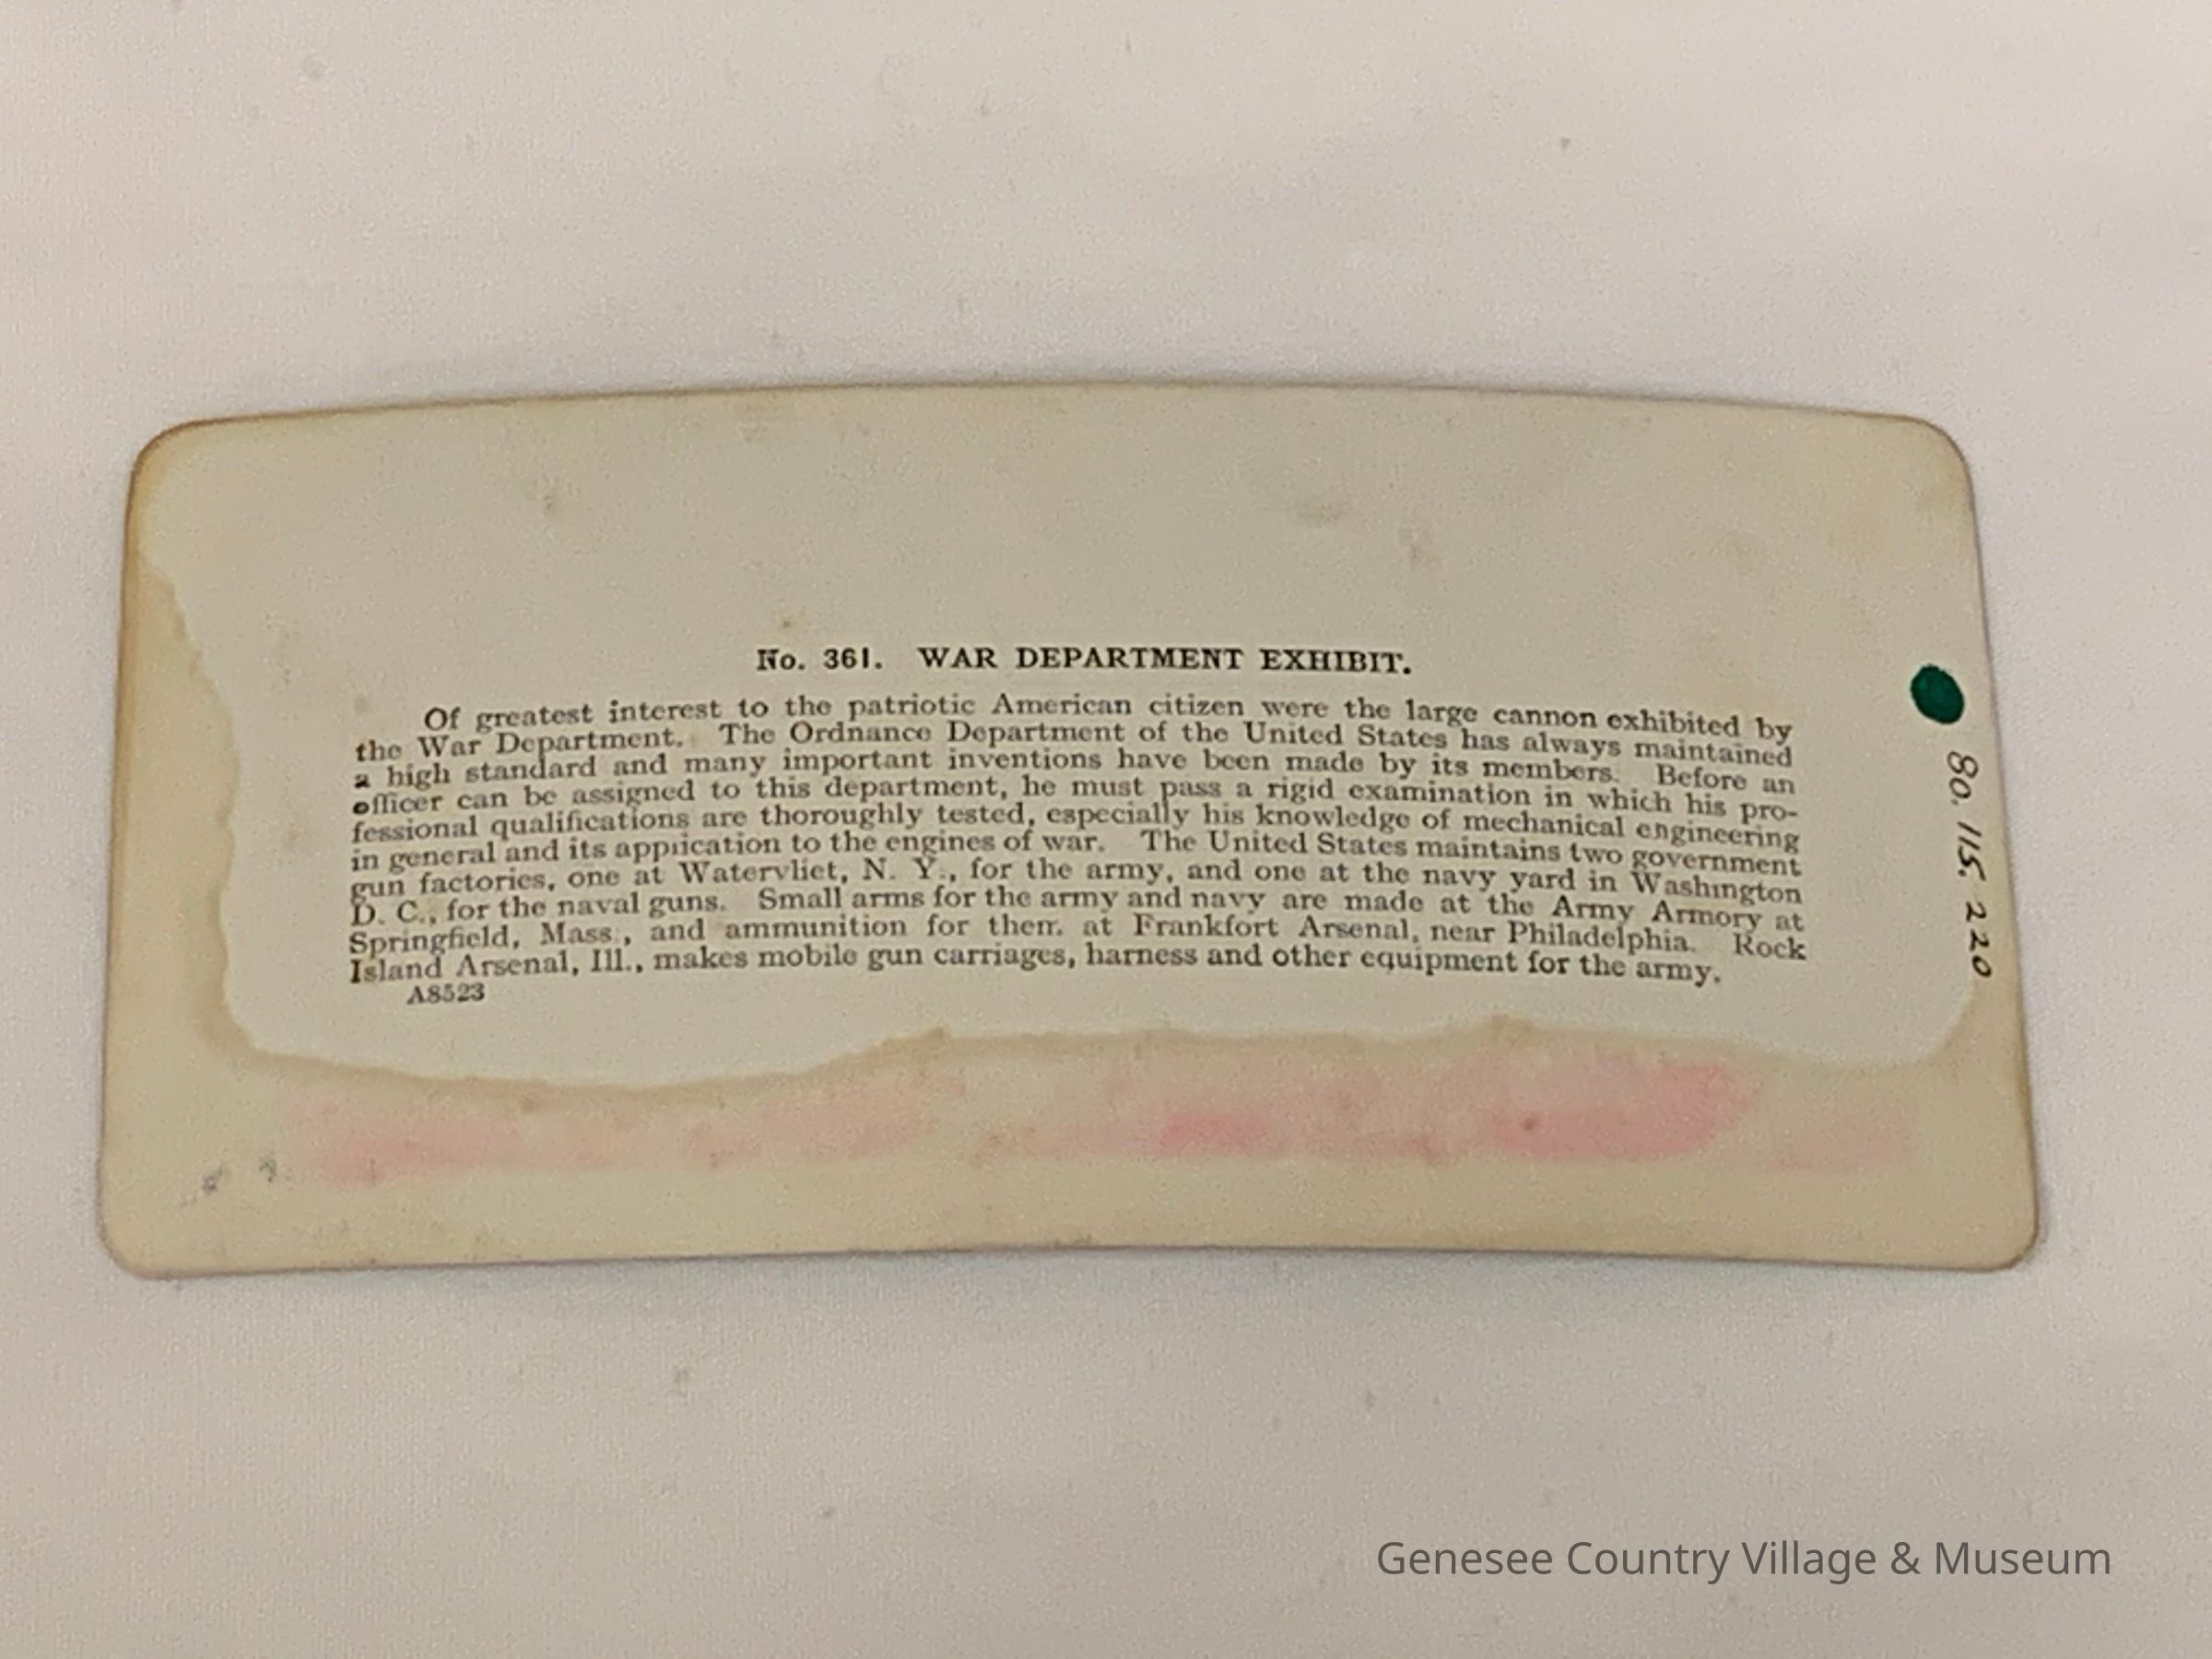 No. 361. WAR DEPARTMENT EXHIBIT.
Of greatest interest to the patriotic American citizen were the large cannon exhibited by
the War Department. The Ordnance Department of the United States has always maintained
a high standard and many important inventions have been made by its members. Before an
officer can be assigned to this department, he must pass a rigid examination in which his pro-
fessional qualifications are thoroughly tested, especially his knowledge of mechanical engineering
in general and its application to the engines of war. The United States maintains two government
gun factories, one at Watervliet, N. Y., for the army, and one at the navy yard in Washington
D. C., for the naval guns. Small arms for the army and navy are made at the Army Armory at
Springfield, Mass., and ammunition for them at Frankfort Arsenal, near Philadelphia. Rock
Island Arsenal, Ill., makes mobile gun carriages, harness and other equipment for the army.
A8523
80.115.220
Genesee Country Village & Museum